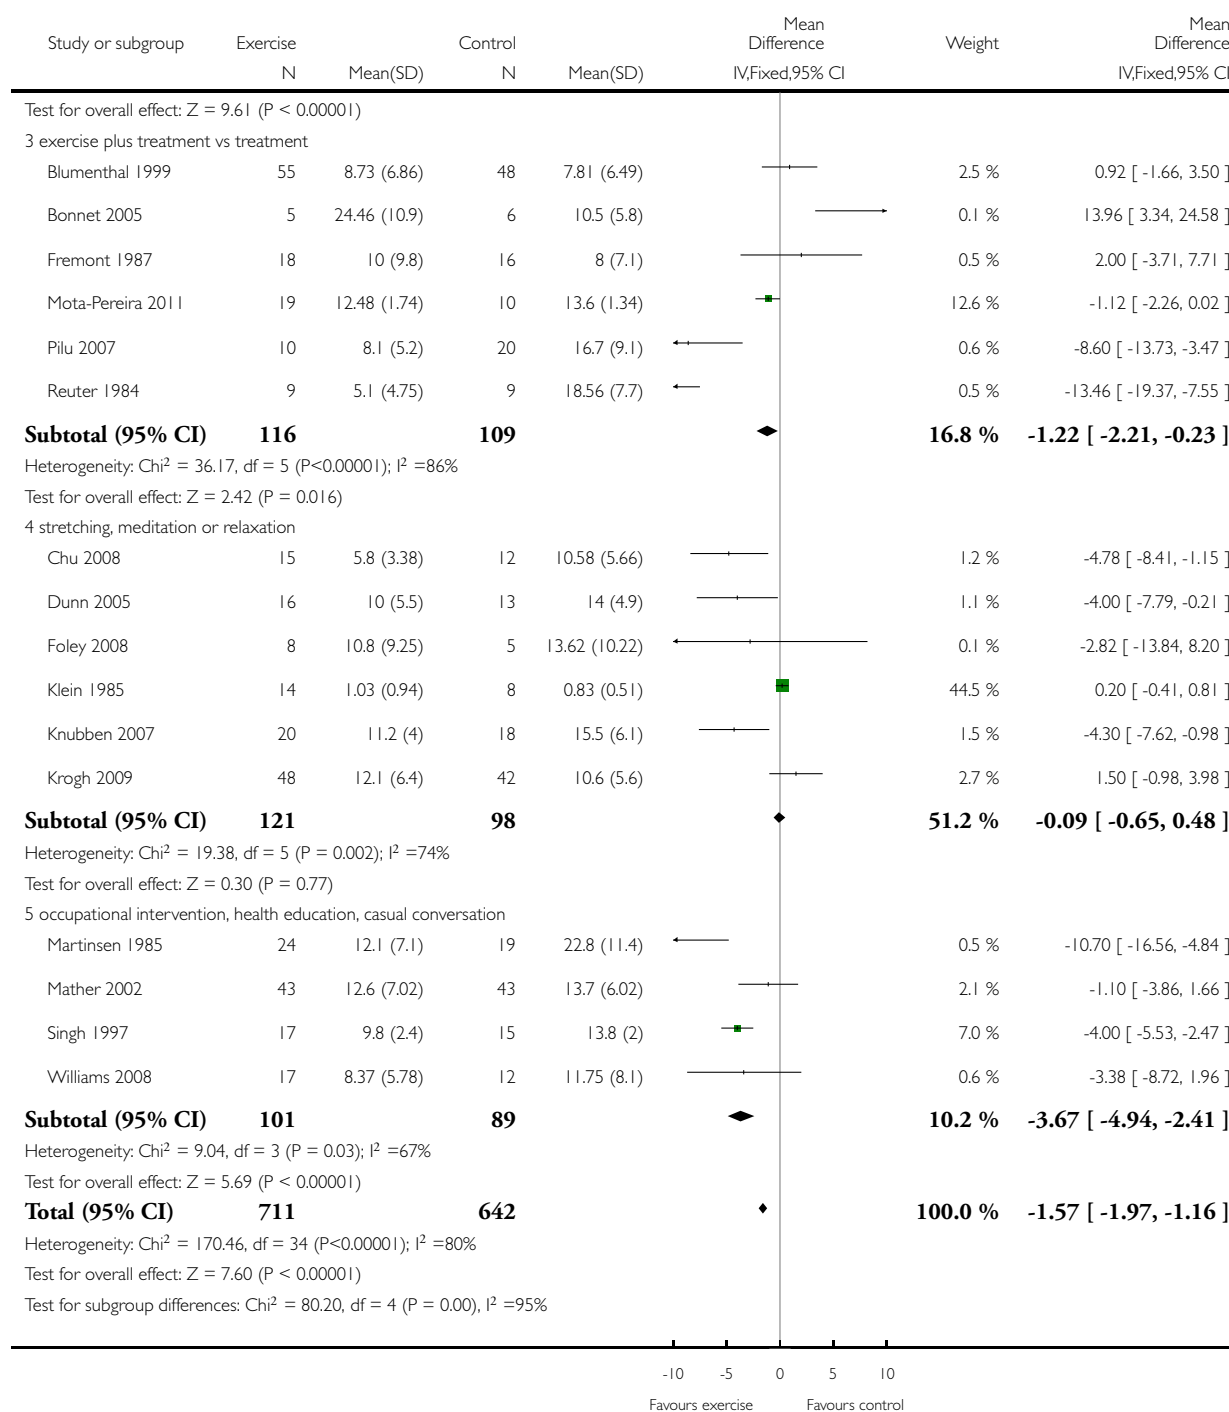 Study or subgroup Exercise Control Mean Difference Weight Mean Difference
N Mean(SD) N Mean(SD) IV,Fixed,95% CI IV,Fixed,95% CI
Test for overall effect: Z = 9.61 (P < 0.00001)
3 exercise plus treatment vs treatment
Blumenthal 1999 55 8.73 (6.86) 48 7.81 (6.49) 2.5 % 0.92 [ -1.66, 3.50 ]
Bonnet 2005 5 24.46 (10.9) 6 10.5 (5.8) 0.1 % 13.96 [ 3.34, 24.58 ]
Fremont 1987 18 10 (9.8) 16 8 (7.1) 0.5 % 2.00 [ -3.71, 7.71 ]
Mota-Pereira 2011 19 12.48 (1.74) 10 13.6 (1.34) 12.6 % -1.12 [ -2.26, 0.02 ]
Pilu 2007 10 8.1 (5.2) 20 16.7 (9.1) 0.6 % -8.60 [ -13.73, -3.47 ]
Reuter 1984 9 5.1 (4.75) 9 18.56 (7.7) 0.5 % -13.46 [ -19.37, -7.55 ]
Subtotal (95% CI) 116 109 16.8 % -1.22 [ -2.21, -0.23 ]
Heterogeneity: Chi² = 36.17, df = 5 (P<0.00001); I² =86%
Test for overall effect: Z = 2.42 (P = 0.016)
4 stretching, meditation or relaxation
Chu 2008 15 5.8 (3.38) 12 10.58 (5.66) 1.2 % -4.78 [ -8.41, -1.15 ]
Dunn 2005 16 10 (5.5) 13 14 (4.9) 1.1 % -4.00 [ -7.79, -0.21 ]
Foley 2008 8 10.8 (9.25) 5 13.62 (10.22) 0.1 % -2.82 [ -13.84, 8.20 ]
Klein 1985 14 1.03 (0.94) 8 0.83 (0.51) 44.5 % 0.20 [ -0.41, 0.81 ]
Knubben 2007 20 11.2 (4) 18 15.5 (6.1) 1.5 % -4.30 [ -7.62, -0.98 ]
Krogh 2009 48 12.1 (6.4) 42 10.6 (5.6) 2.7 % 1.50 [ -0.98, 3.98 ]
Subtotal (95% CI) 121 98 51.2 % -0.09 [ -0.65, 0.48 ]
Heterogeneity: Chi² = 19.38, df = 5 (P = 0.002); I² =74%
Test for overall effect: Z = 0.30 (P = 0.77)
5 occupational intervention, health education, casual conversation
Martinsen 1985 24 12.1 (7.1) 19 22.8 (11.4) 0.5 % -10.70 [ -16.56, -4.84 ]
Mather 2002 43 12.6 (7.02) 43 13.7 (6.02) 2.1 % -1.10 [ -3.86, 1.66 ]
Singh 1997 17 9.8 (2.4) 15 13.8 (2) 7.0 % -4.00 [ -5.53, -2.47 ]
Williams 2008 17 8.37 (5.78) 12 11.75 (8.1) 0.6 % -3.38 [ -8.72, 1.96 ]
Subtotal (95% CI) 101 89 10.2 % -3.67 [ -4.94, -2.41 ]
Heterogeneity: Chi² = 9.04, df = 3 (P = 0.03); I² =67%
Test for overall effect: Z = 5.69 (P < 0.00001)
Total (95% CI) 711 642 100.0 % -1.57 [ -1.97, -1.16 ]
Heterogeneity: Chi² = 170.46, df = 34 (P<0.00001); I² =80%
Test for overall effect: Z = 7.60 (P < 0.00001)
Test for subgroup differences: Chi² = 80.20, df = 4 (P = 0.00), I² =95%
-10 -5 0 5 10
Favours exercise Favours control